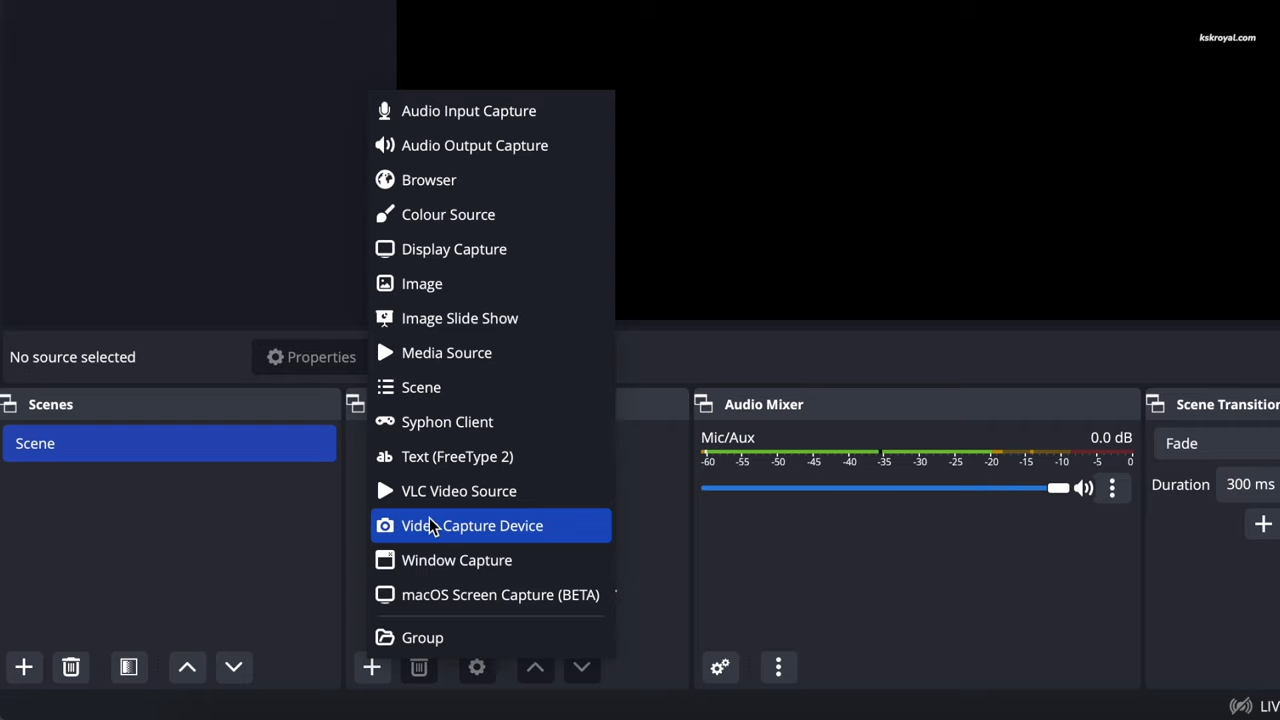 kskroyal.com
Audio Input Capture
Audio Output Capture
Browser
Colour Source
Display Capture
Image
Image Slide Show
Media Source
Scene
Syphon Client
Text (FreeType 2)
VLC Video Source
Video Capture Device
Window Capture
macOS Screen Capture (BETA)
Group
No source selected
Properties
Scenes
Scene
Audio Mixer
Mic/Aux 0.0 dB
-60 -55 -50 -45 -40 -35 -30 -25 -20 -15 -10 -5 0
Scene Transition
Fade
Duration 300 ms
LIV